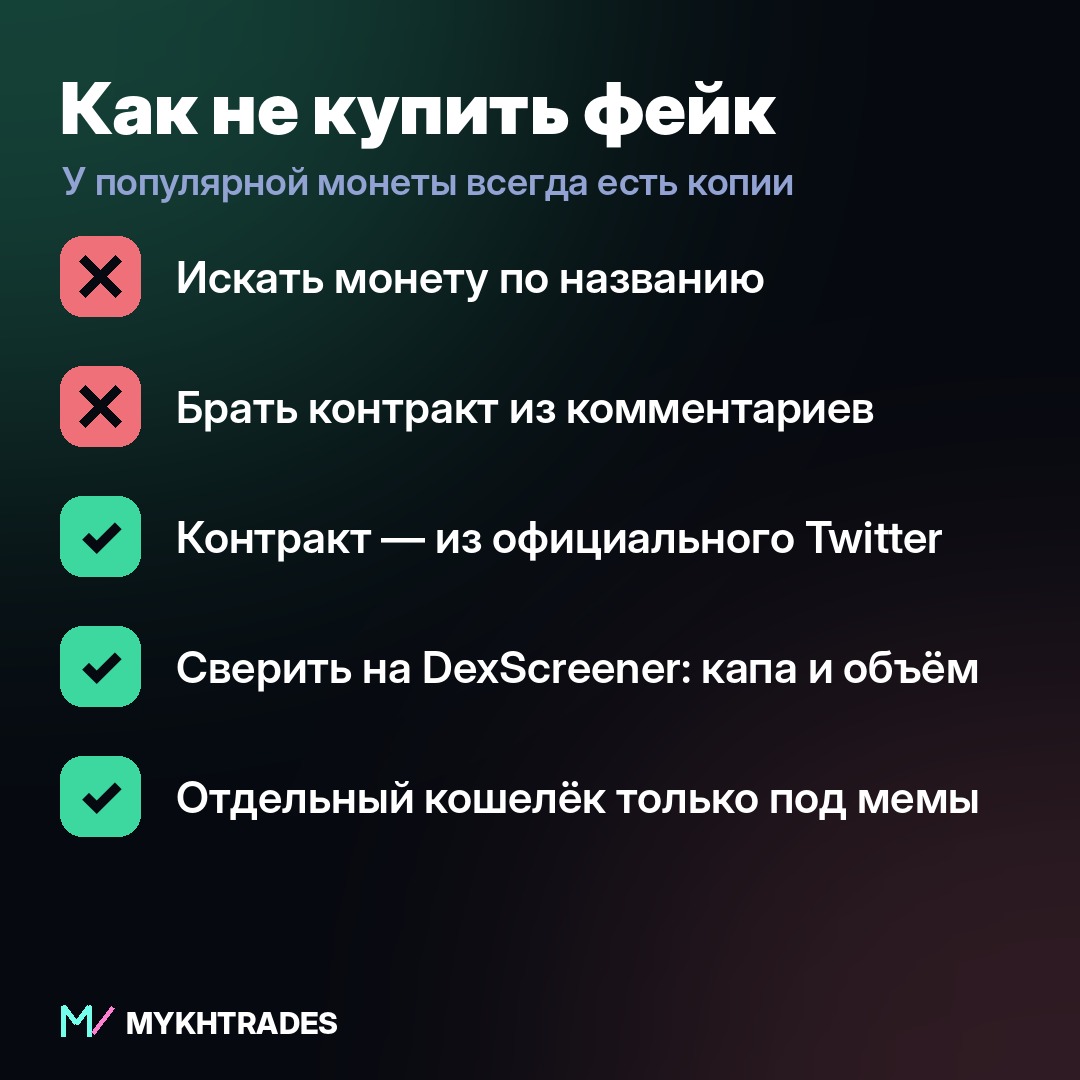 Как не купить фейк
У популярной монеты всегда есть копии
Искать монету по названию
Брать контракт из комментариев
Контракт — из официального Twitter
Сверить на DexScreener: капа и объём
Отдельный кошелёк только под мемы
MYKHTRADES